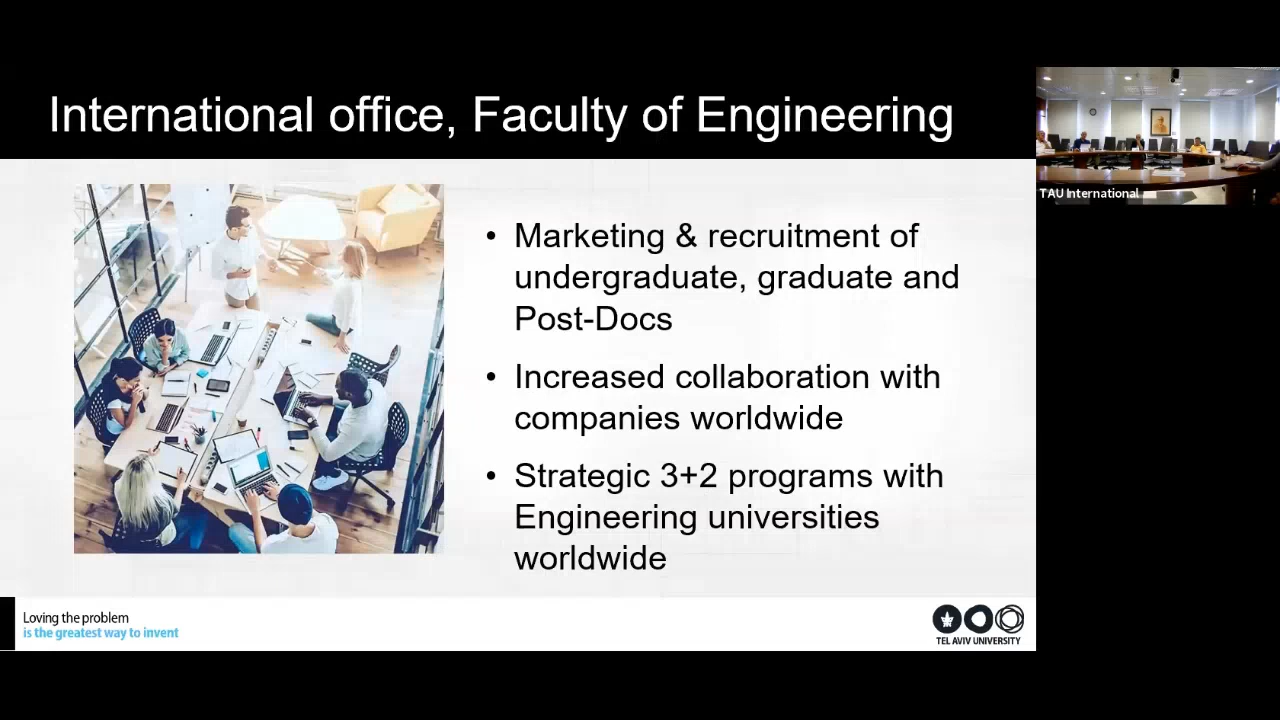 International office, Faculty of Engineering
TAU International
• Marketing & recruitment of
undergraduate, graduate and
Post-Docs
• Increased collaboration with
companies worldwide
• Strategic 3+2 programs with
Engineering universities
worldwide
Loving the problem
is the greatest way to invent
TEL AVIV UNIVERSITY